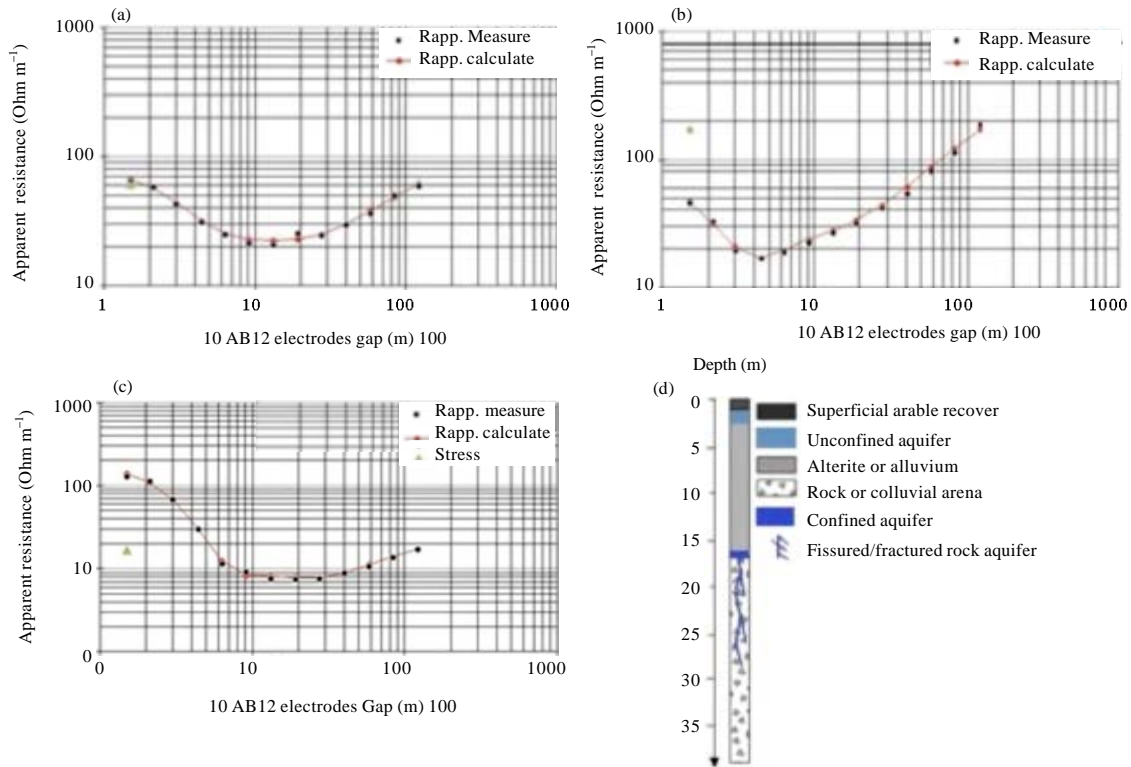 (a)
1000
100
10
Apparent resistance (Ohm m⁻¹)
Rapp. Measure
Rapp. calculate
1 10 100 1000
10 AB12 electrodes gap (m) 100
(b)
1000
100
10
Apparent resistance (Ohm m⁻¹)
Rapp. Measure
Rapp. calculate
1 10 100 1000
10 AB12 electrodes gap (m) 100
(c)
1000
100
10
0
Apparent resistance (Ohm m⁻¹)
Rapp. measure
Rapp. calculate
Stress
0 10 100 1000
10 AB12 electrodes Gap (m) 100
Depth (m)
(d)
0
5
10
15
20
25
30
35
Superficial arable recover
Unconfined aquifer
Alterite or alluvium
Rock or colluvial arena
Confined aquifer
Fissured/fractured rock aquifer